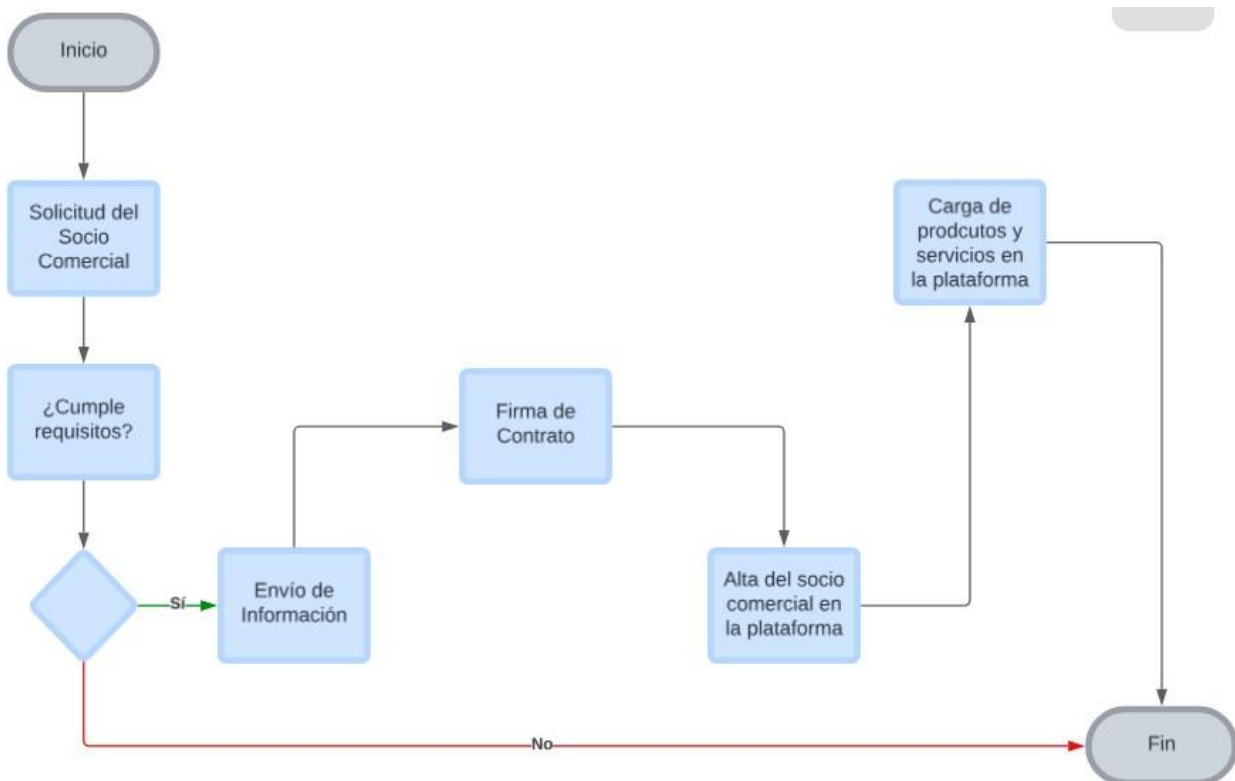 Inicio
Solicitud del
Socio
Comercial
¿Cumple
requisitos?
Sí
Envío de
Información
Firma de
Contrato
Alta del socio
comercial en
la plataforma
Carga de
prodcutos y
servicios en
la plataforma
No
Fin